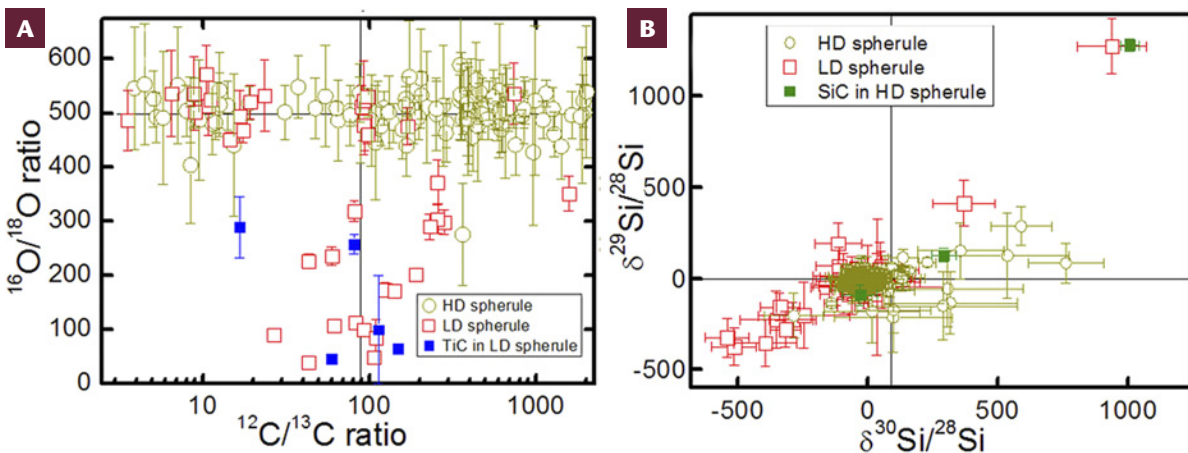 A
¹⁶O/¹⁸O ratio
600
500
400
300
200
100
0
HD spherule
LD spherule
TiC in LD spherule
10
100
1000
¹²C/¹³C ratio
B
δ²⁹Si/²⁸Si
1000
500
0
-500
HD spherule
LD spherule
SiC in HD spherule
-500
0
500
1000
δ³⁰Si/²⁸Si